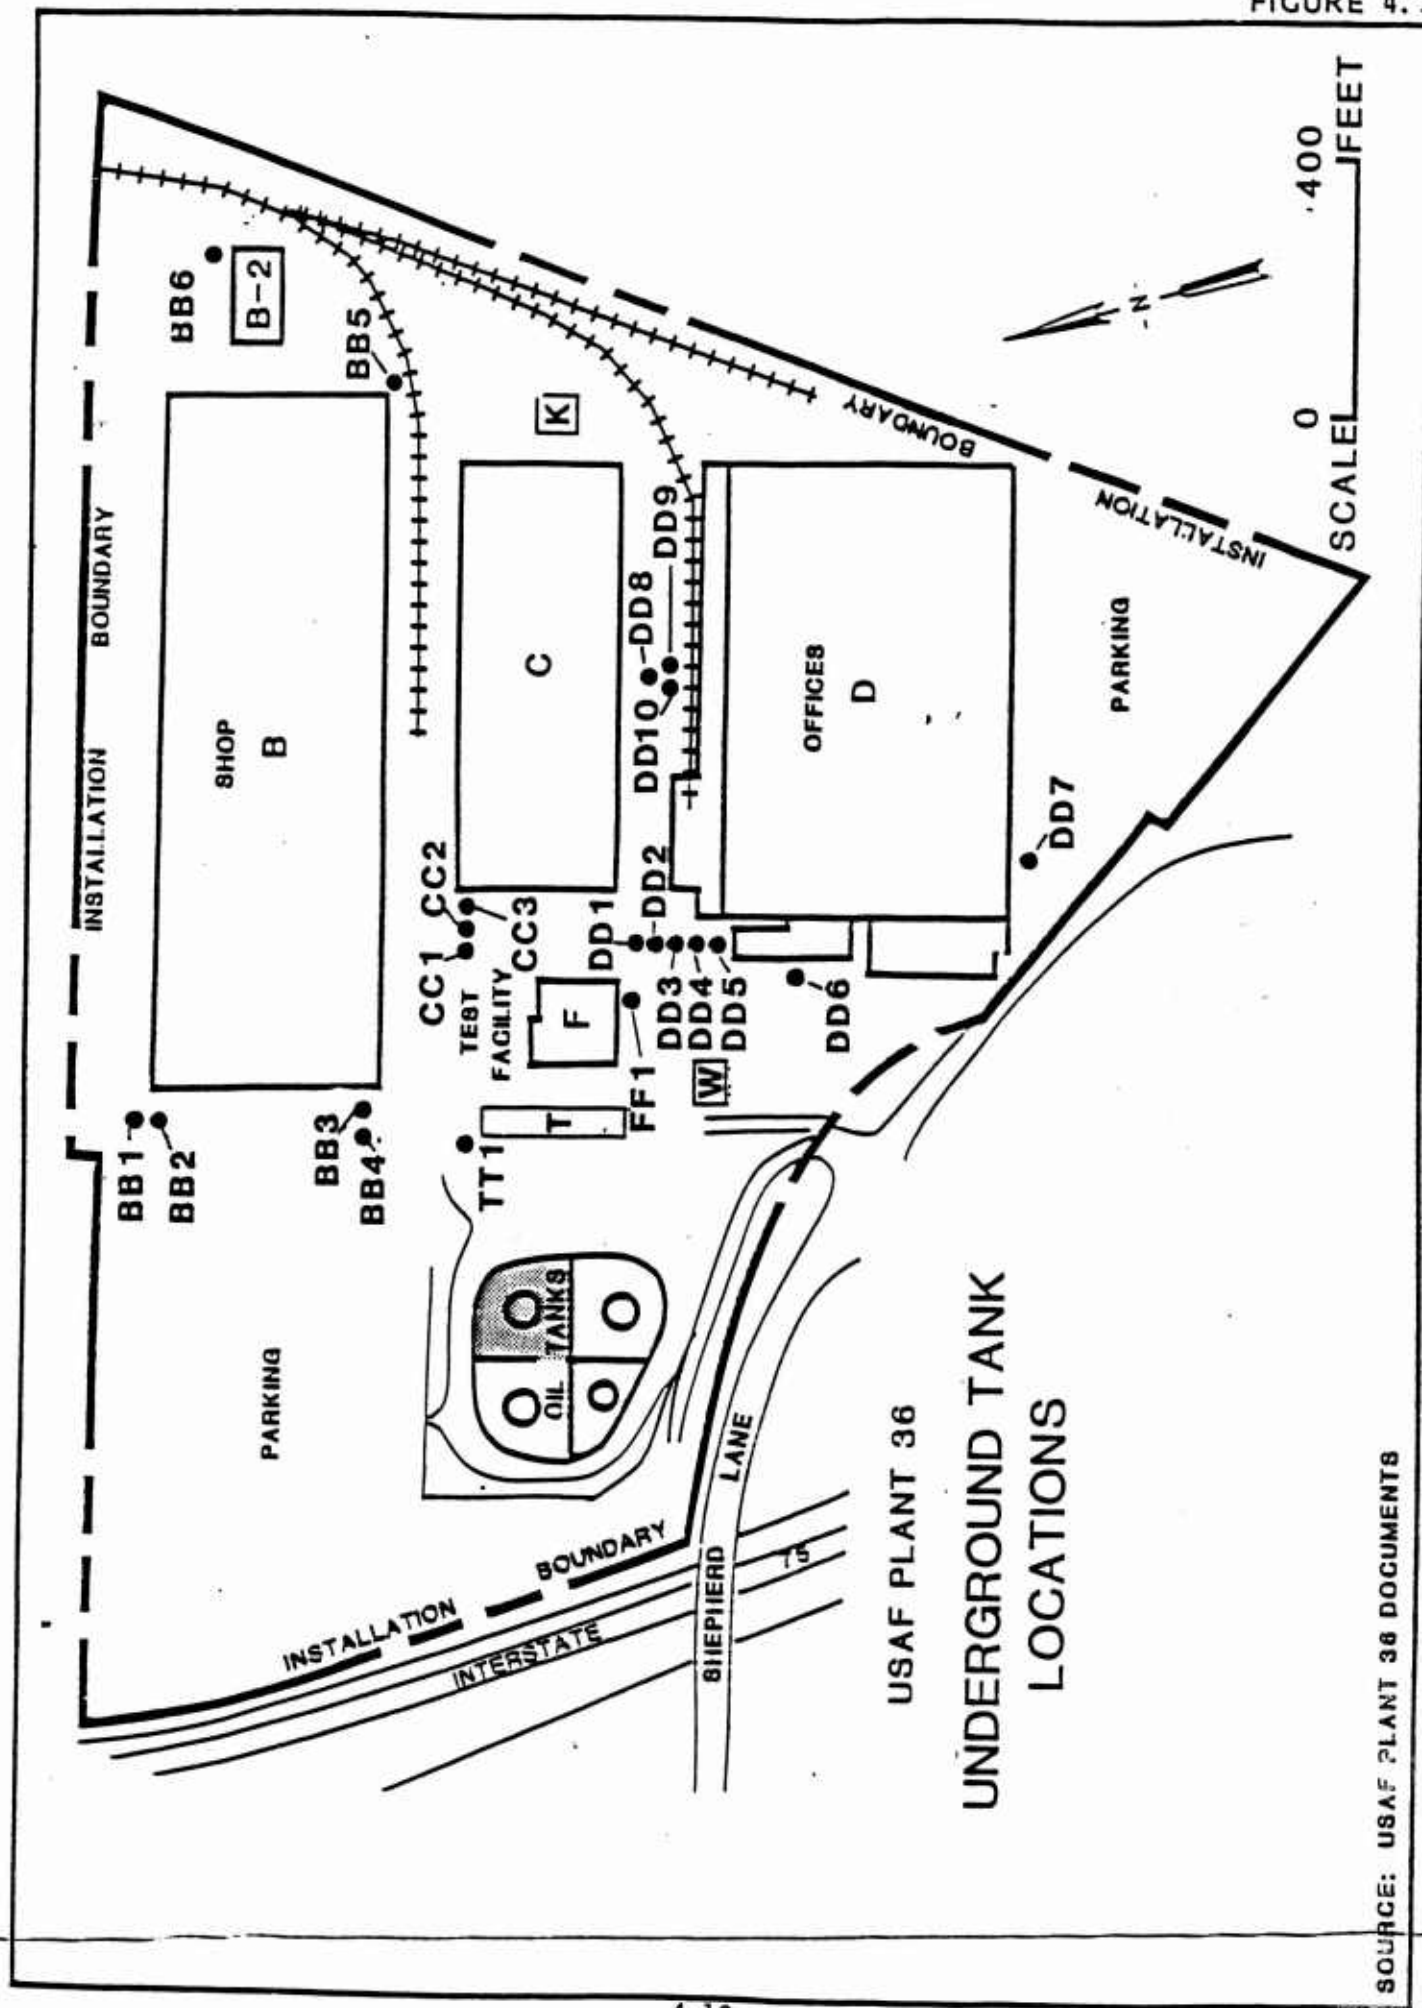 FIGURE 4.
INSTALLATION BOUNDARY
BB6
B-2
BB5
SHOP
B
BB1
BB2
BB3
BB4
PARKING
K
C
CC1
CC2
CC3
TEST
FACILITY
F
T
TT1
FF1
W
OIL
TANKS
DD1
DD2
DD3
DD4
DD5
DD6
DD7
DD8
DD9
DD10
OFFICES
D
PARKING
INSTALLATION BOUNDARY
INSTALLATION BOUNDARY
INTERSTATE
75
SHEPHERD LANE
N
0 400
SCALE FEET
USAF PLANT 36
UNDERGROUND TANK
LOCATIONS
SOURCE: USAF PLANT 36 DOCUMENTS